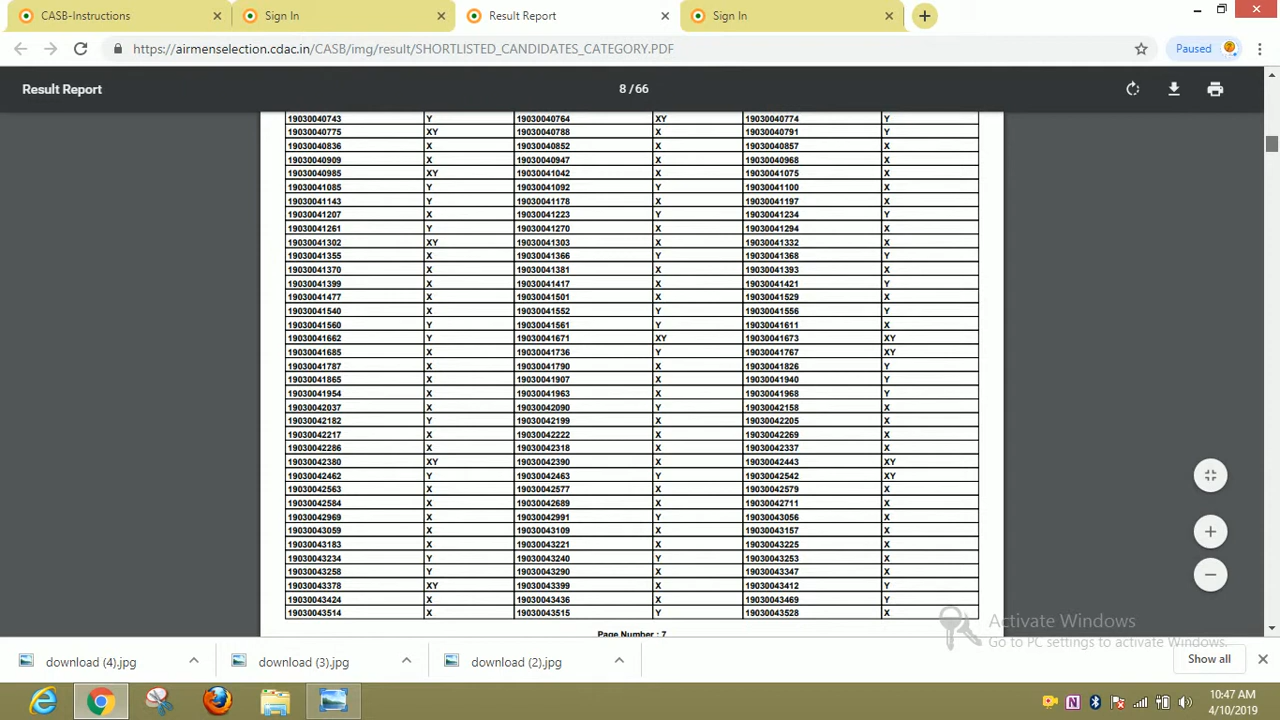 CASB-Instructions Sign In Result Report Sign In
https://airmenselection.cdac.in/CASB/img/result/SHORTLISTED_CANDIDATES_CATEGORY.PDF Paused
Result Report 8 / 66
19030040743 Y 19030040764 XY 19030040774 Y
19030040775 XY 19030040788 X 19030040791 Y
19030040836 X 19030040852 X 19030040857 X
19030040909 X 19030040947 X 19030040968 X
19030040985 XY 19030041042 X 19030041075 X
19030041085 Y 19030041092 Y 19030041100 X
19030041143 Y 19030041178 X 19030041197 X
19030041207 X 19030041223 Y 19030041234 Y
19030041261 Y 19030041270 X 19030041294 X
19030041302 XY 19030041303 X 19030041332 X
19030041355 X 19030041366 Y 19030041368 Y
19030041370 X 19030041381 X 19030041393 X
19030041399 X 19030041417 X 19030041421 Y
19030041477 X 19030041501 X 19030041529 X
19030041540 X 19030041552 Y 19030041556 Y
19030041560 Y 19030041561 Y 19030041611 X
19030041662 Y 19030041671 XY 19030041673 XY
19030041685 X 19030041736 Y 19030041767 XY
19030041787 X 19030041790 X 19030041826 Y
19030041865 X 19030041907 X 19030041940 Y
19030041954 X 19030041963 X 19030041968 Y
19030042037 X 19030042090 Y 19030042158 X
19030042182 Y 19030042199 X 19030042205 X
19030042217 X 19030042222 X 19030042269 X
19030042286 X 19030042318 X 19030042337 X
19030042380 XY 19030042390 X 19030042443 XY
19030042462 Y 19030042463 Y 19030042542 XY
19030042563 X 19030042577 X 19030042579 X
19030042584 X 19030042689 X 19030042711 X
19030042969 X 19030042991 Y 19030043056 X
19030043059 X 19030043109 X 19030043157 X
19030043183 X 19030043221 X 19030043225 X
19030043234 Y 19030043240 Y 19030043253 X
19030043258 Y 19030043290 X 19030043347 X
19030043378 XY 19030043399 X 19030043412 Y
19030043424 X 19030043436 X 19030043469 Y
19030043514 X 19030043515 Y 19030043528 X
Page Number : 7
Activate Windows
Go to PC settings to activate Windows.
download (4).jpg download (3).jpg download (2).jpg Show all
10:47 AM
4/10/2019